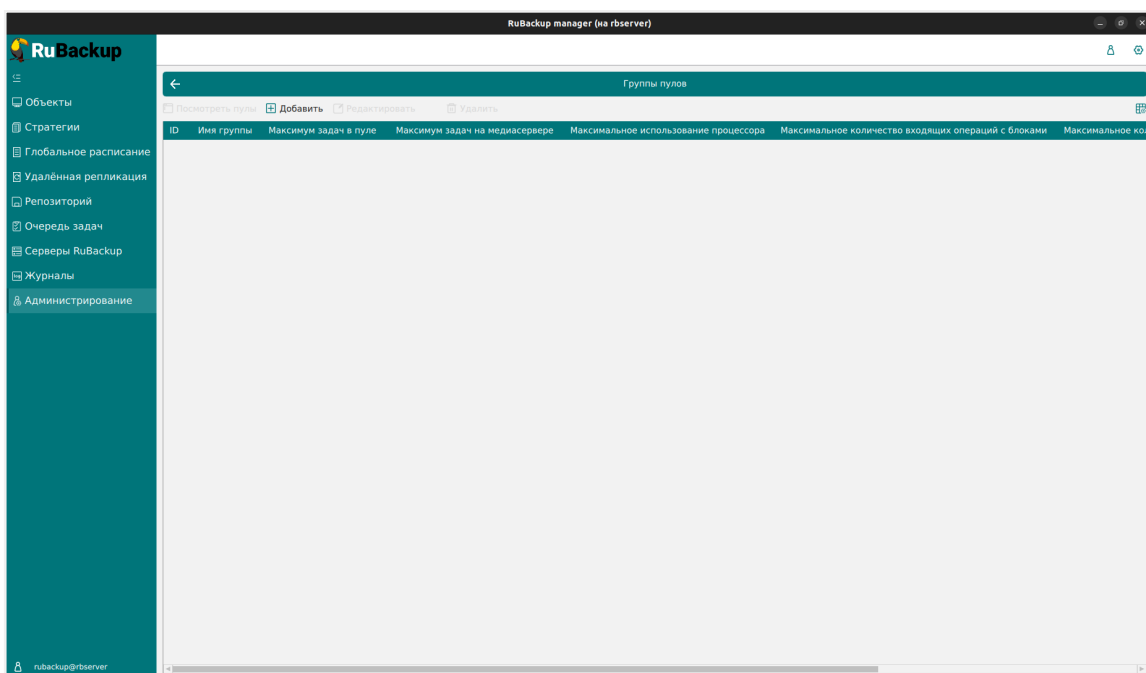 RuBackup manager (на rbserver)
RuBackup
Группы пулов
Объекты
Стратегии
Глобальное расписание
Удалённая репликация
Репозиторий
Очередь задач
Серверы RuBackup
Журналы
Администрирование
Посмотреть пулы Добавить Редактировать Удалить
ID Имя группы Максимум задач в пуле Максимум задач на медиасервере Максимальное использование процессора Максимальное количество входящих операций с блоками Максимальное кол
rubackup@rbserver